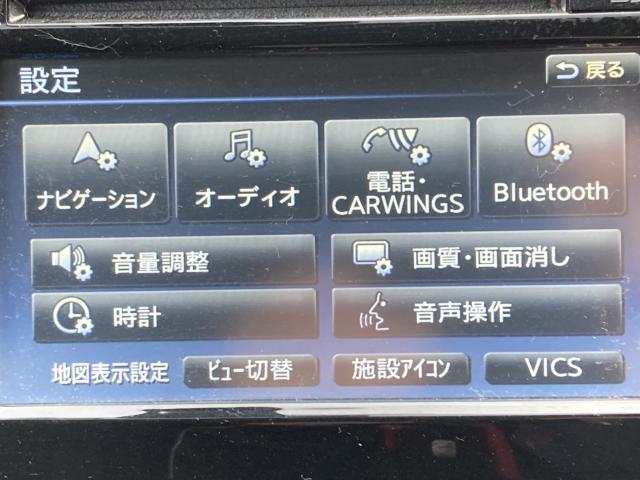 設定
戻る
ナビゲーション
オーディオ
電話・
CARWINGS
Bluetooth
音量調整
画質・画面消し
時計
音声操作
地図表示設定
ビュー切替
施設アイコン
VICS